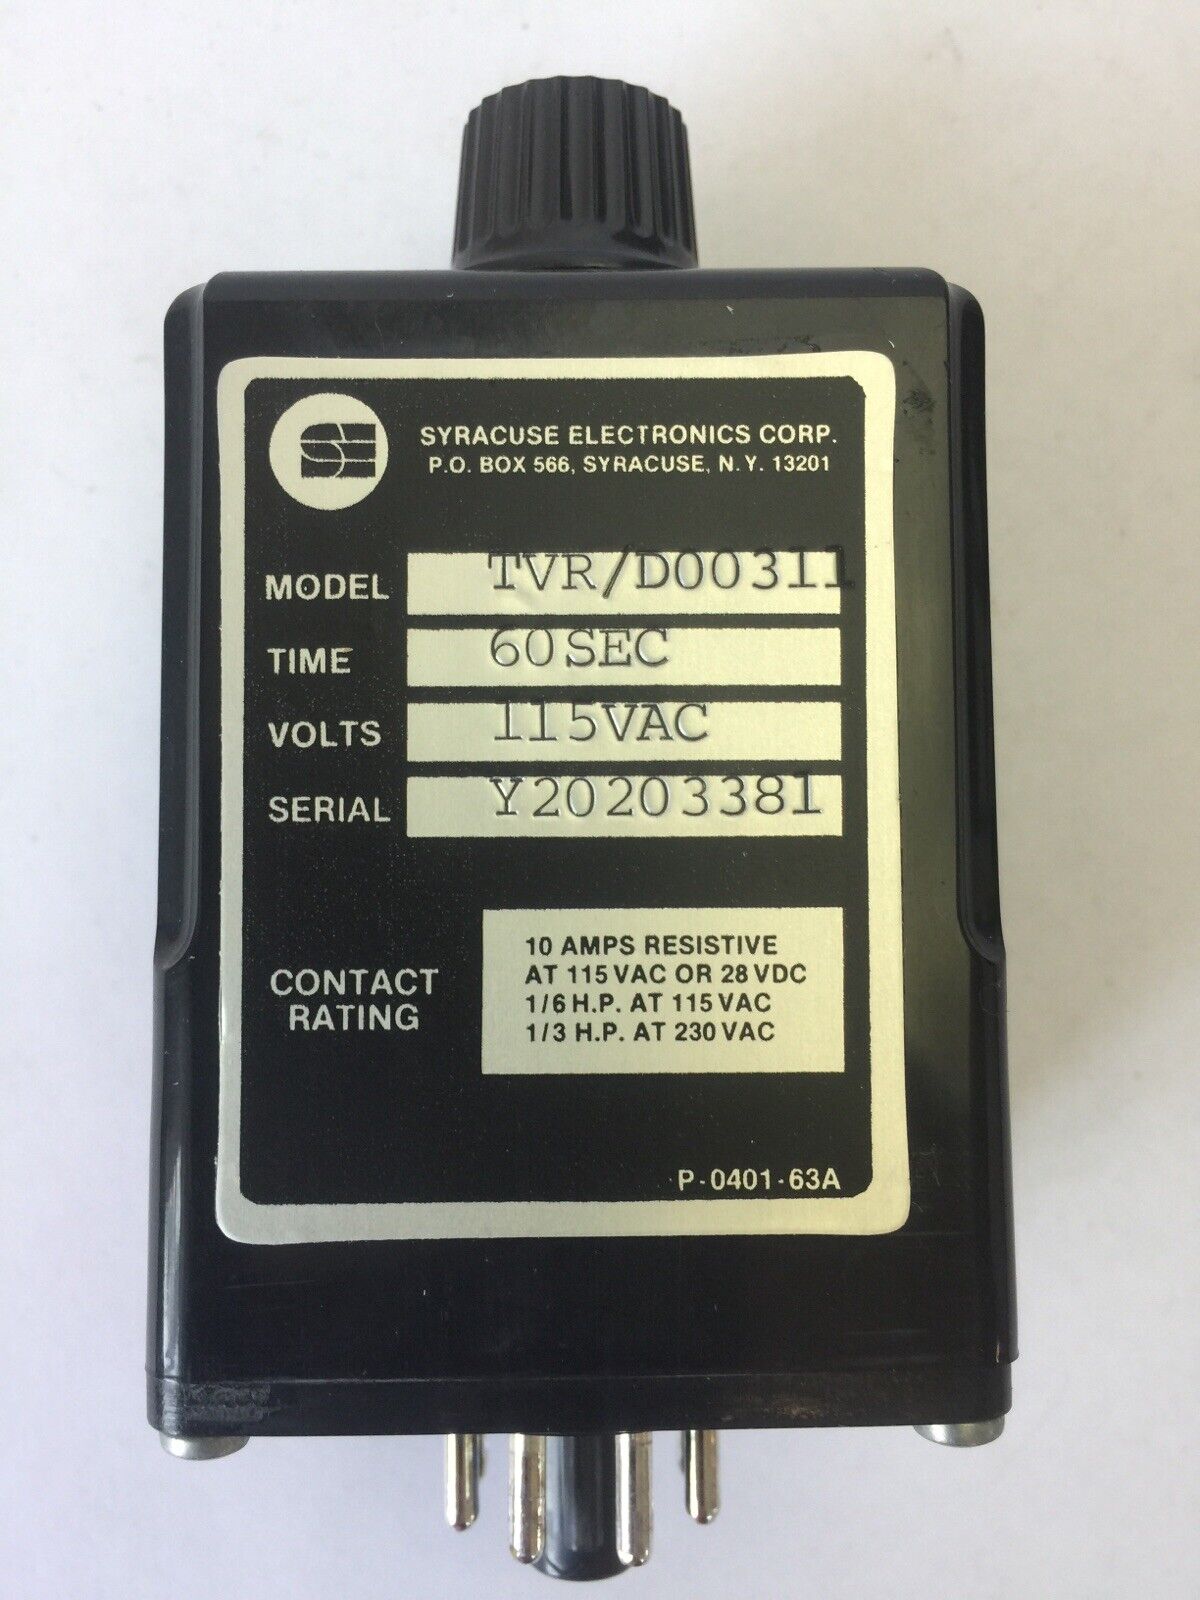 SYRACUSE ELECTRONICS CORP.
P.O. BOX 566, SYRACUSE, N.Y. 13201
MODEL TVR/D00311
TIME 60SEC
VOLTS 115VAC
SERIAL Y20203381
CONTACT
RATING
10 AMPS RESISTIVE
AT 115 VAC OR 28 VDC
1/6 H.P. AT 115 VAC
1/3 H.P. AT 230 VAC
P-0401-63A